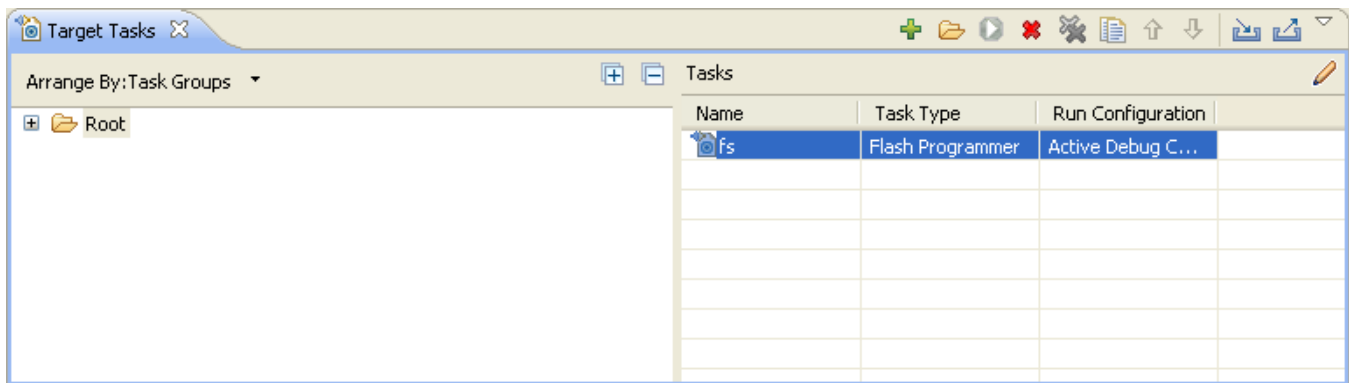 Target Tasks
Arrange By:Task Groups
Root
Tasks
Name Task Type Run Configuration
fs Flash Programmer Active Debug C...